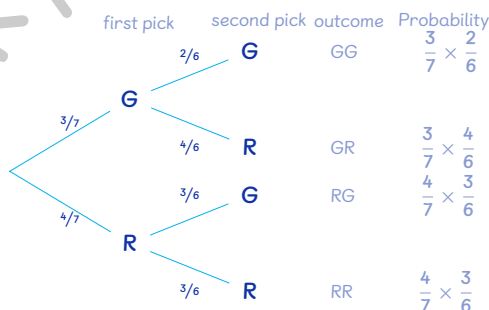 first pick second pick outcome Probability
2/6 G GG 3/7 × 2/6
G
3/7
4/6 R GR 3/7 × 4/6
3/6 G RG 4/7 × 3/6
4/7
R
3/6 R RR 4/7 × 3/6